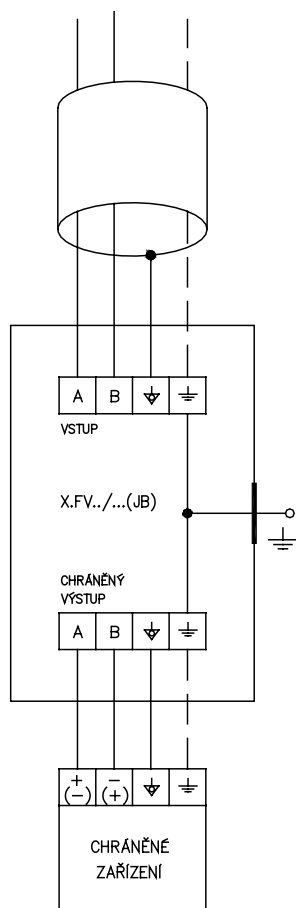 A B
VSTUP
X.FV../...(JB)
CHRÁNĚNÝ
VÝSTUP
A B
+ −
(−) (+)
CHRÁNĚNÉ
ZAŘÍZENÍ